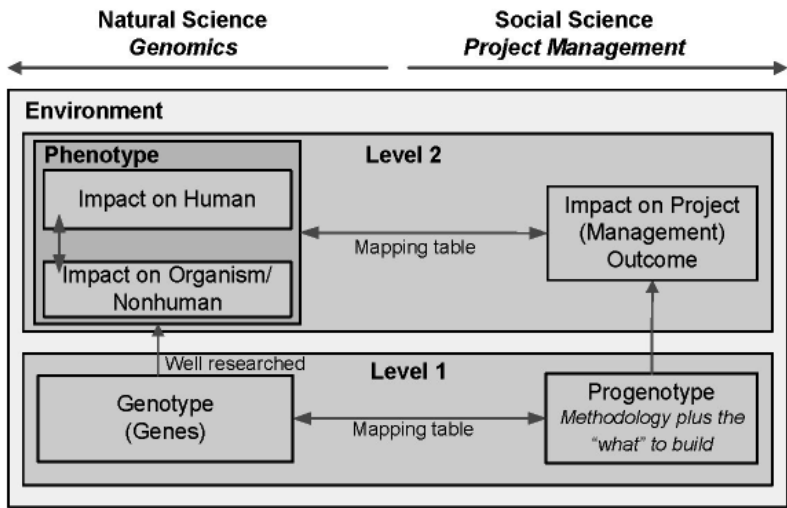 Natural Science
Genomics
Social Science
Project Management
Environment
Phenotype
Level 2
Impact on Human
Impact on Organism/
Nonhuman
Mapping table
Impact on Project
(Management)
Outcome
Well researched
Level 1
Genotype
(Genes)
Mapping table
Progenotype
Methodology plus the
“what” to build